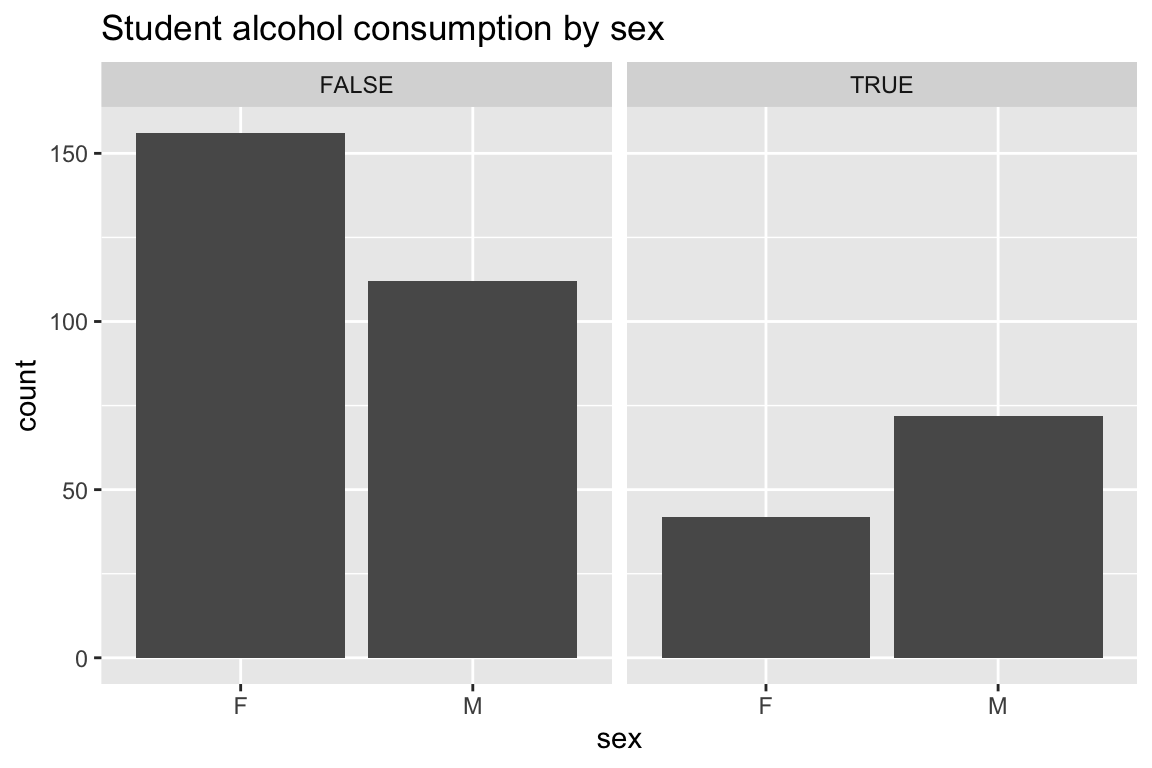 Student alcohol consumption by sex
FALSE
TRUE
150
100
50
0
count
F
M
F
M
sex